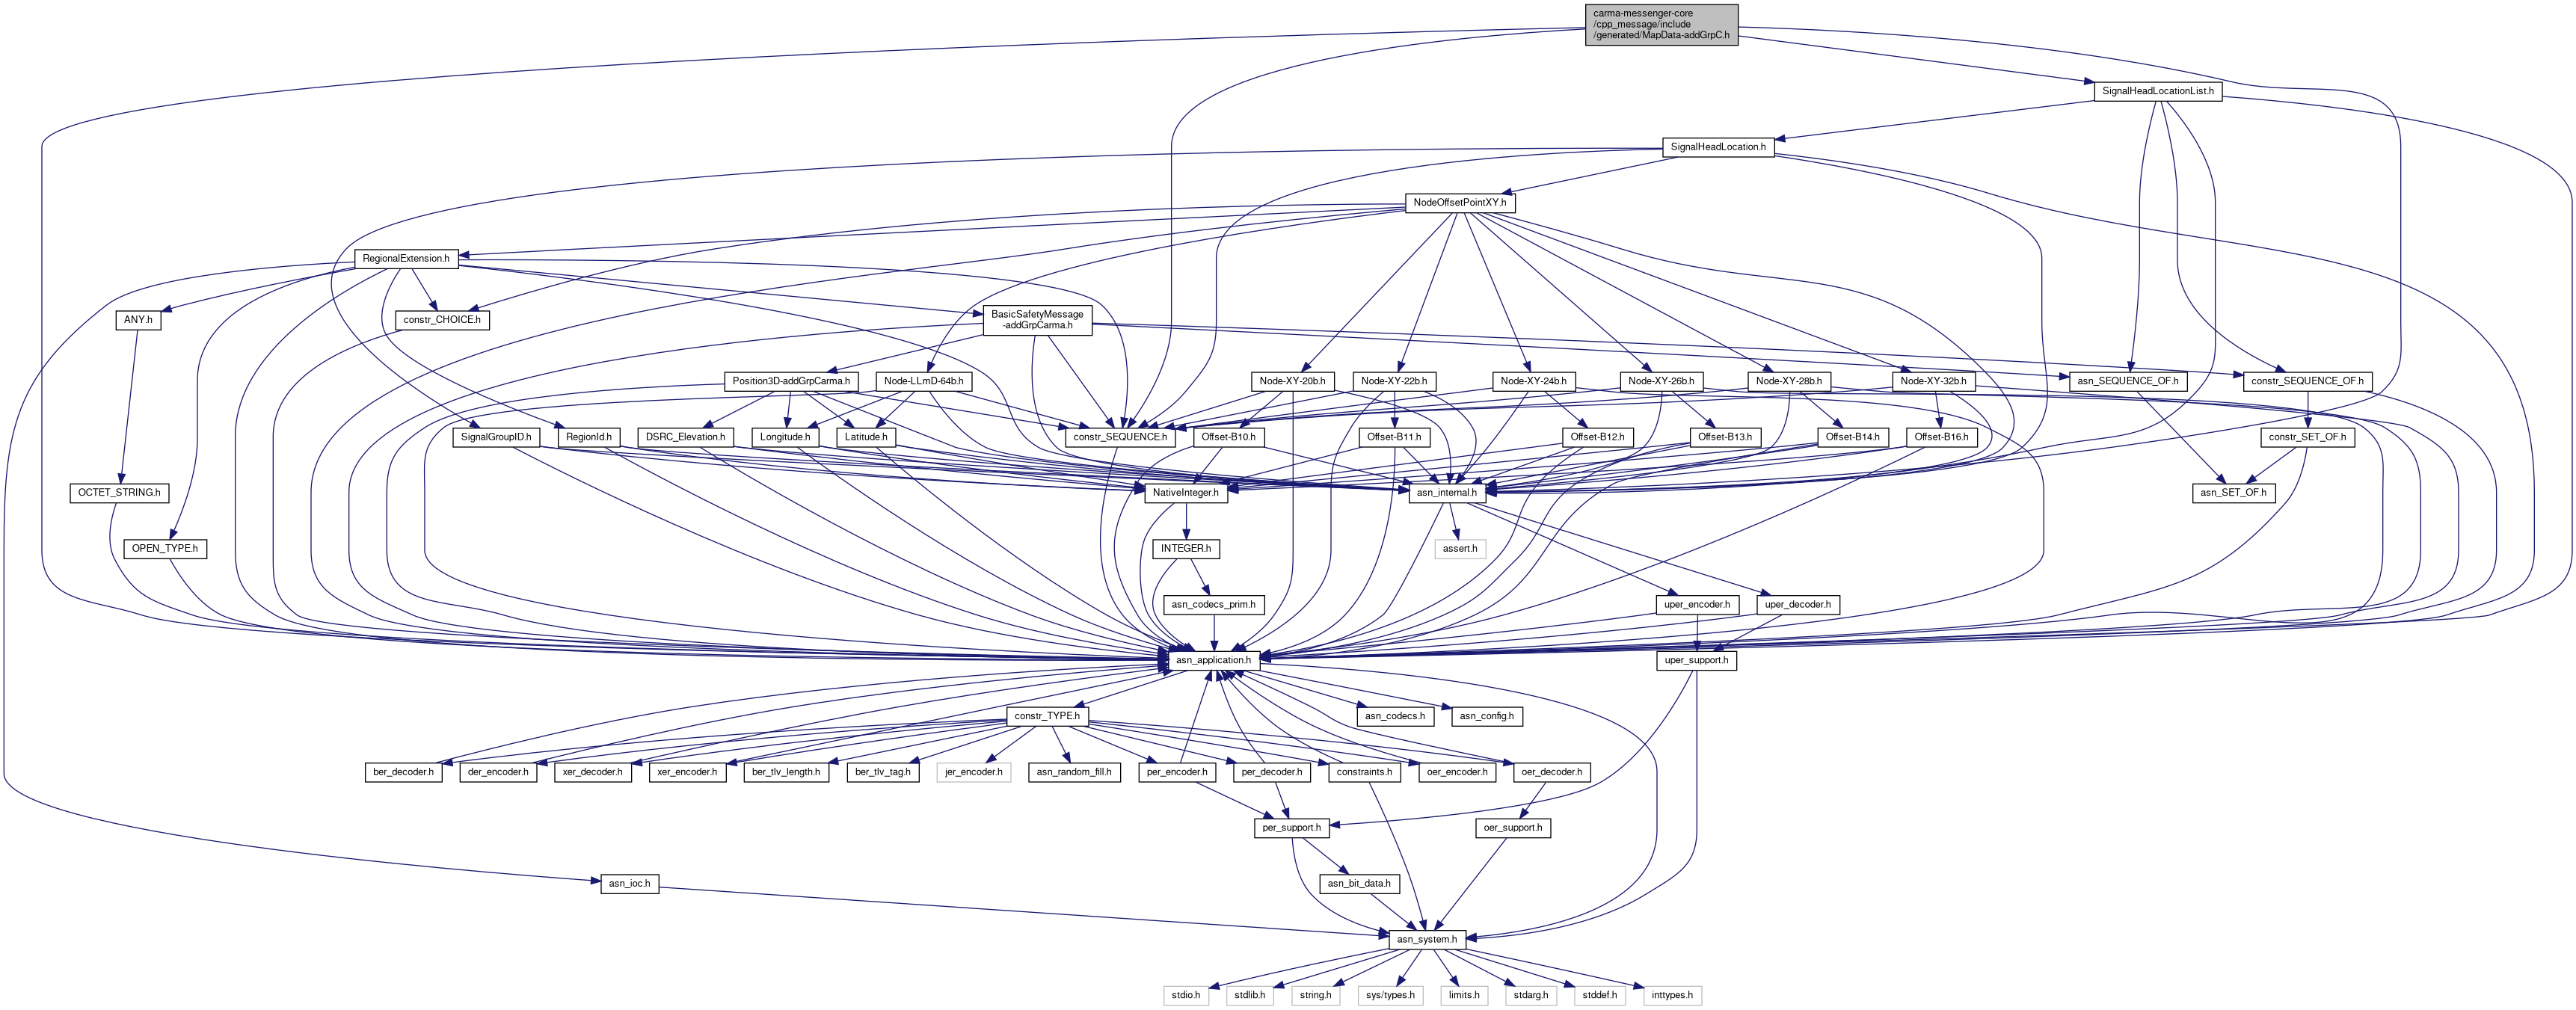 carma-messenger-core
/cpp_message/include
/generated/MapData-addGrpC.h
SignalHeadLocationList.h
SignalHeadLocation.h
NodeOffsetPointXY.h
RegionalExtension.h
ANY.h
constr_CHOICE.h
BasicSafetyMessage
-addGrpCarma.h
Position3D-addGrpCarma.h
Node-LLmD-64b.h
Node-XY-20b.h
Node-XY-22b.h
Node-XY-24b.h
Node-XY-26b.h
Node-XY-28b.h
Node-XY-32b.h
asn_SEQUENCE_OF.h
constr_SEQUENCE_OF.h
SignalGroupID.h
RegionId.h
DSRC_Elevation.h
Longitude.h
Latitude.h
constr_SEQUENCE.h
Offset-B10.h
Offset-B11.h
Offset-B12.h
Offset-B13.h
Offset-B14.h
Offset-B16.h
constr_SET_OF.h
OCTET_STRING.h
NativeInteger.h
asn_internal.h
asn_SET_OF.h
OPEN_TYPE.h
INTEGER.h
assert.h
asn_codecs_prim.h
uper_encoder.h
uper_decoder.h
asn_application.h
uper_support.h
constr_TYPE.h
asn_codecs.h
asn_config.h
ber_decoder.h
der_encoder.h
xer_decoder.h
xer_encoder.h
ber_tlv_length.h
ber_tlv_tag.h
jer_encoder.h
asn_random_fill.h
per_encoder.h
per_decoder.h
constraints.h
oer_encoder.h
oer_decoder.h
per_support.h
oer_support.h
asn_ioc.h
asn_bit_data.h
asn_system.h
stdio.h
stdlib.h
string.h
sys/types.h
limits.h
stdarg.h
stddef.h
inttypes.h